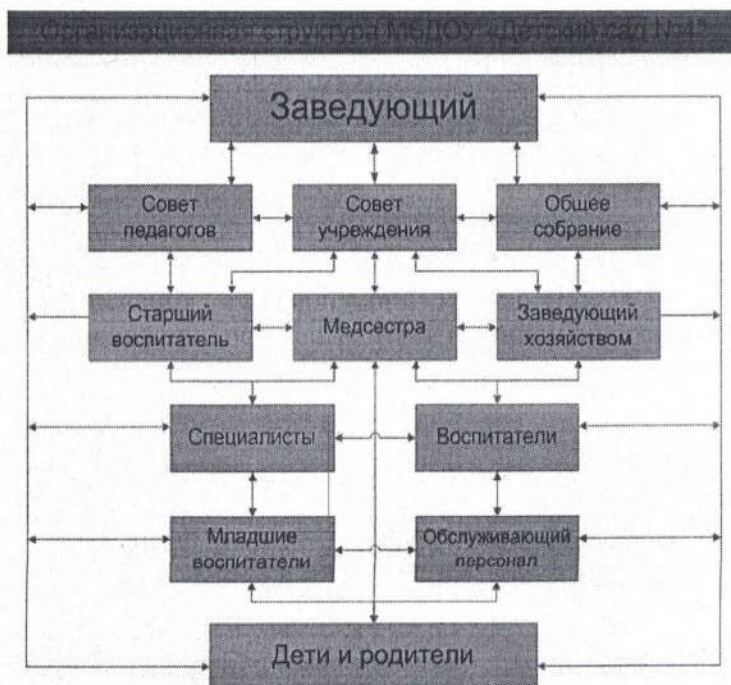 Организационная структура МБДОУ «Детский сад №4"
Заведующий
Совет
педагогов
Совет
учреждения
Общее
собрание
Старший
воспитатель
Медсестра
Заведующий
хозяйством
Специалисты
Воспитатели
Младшие
воспитатели
Обслуживающий
персонал
Дети и родители